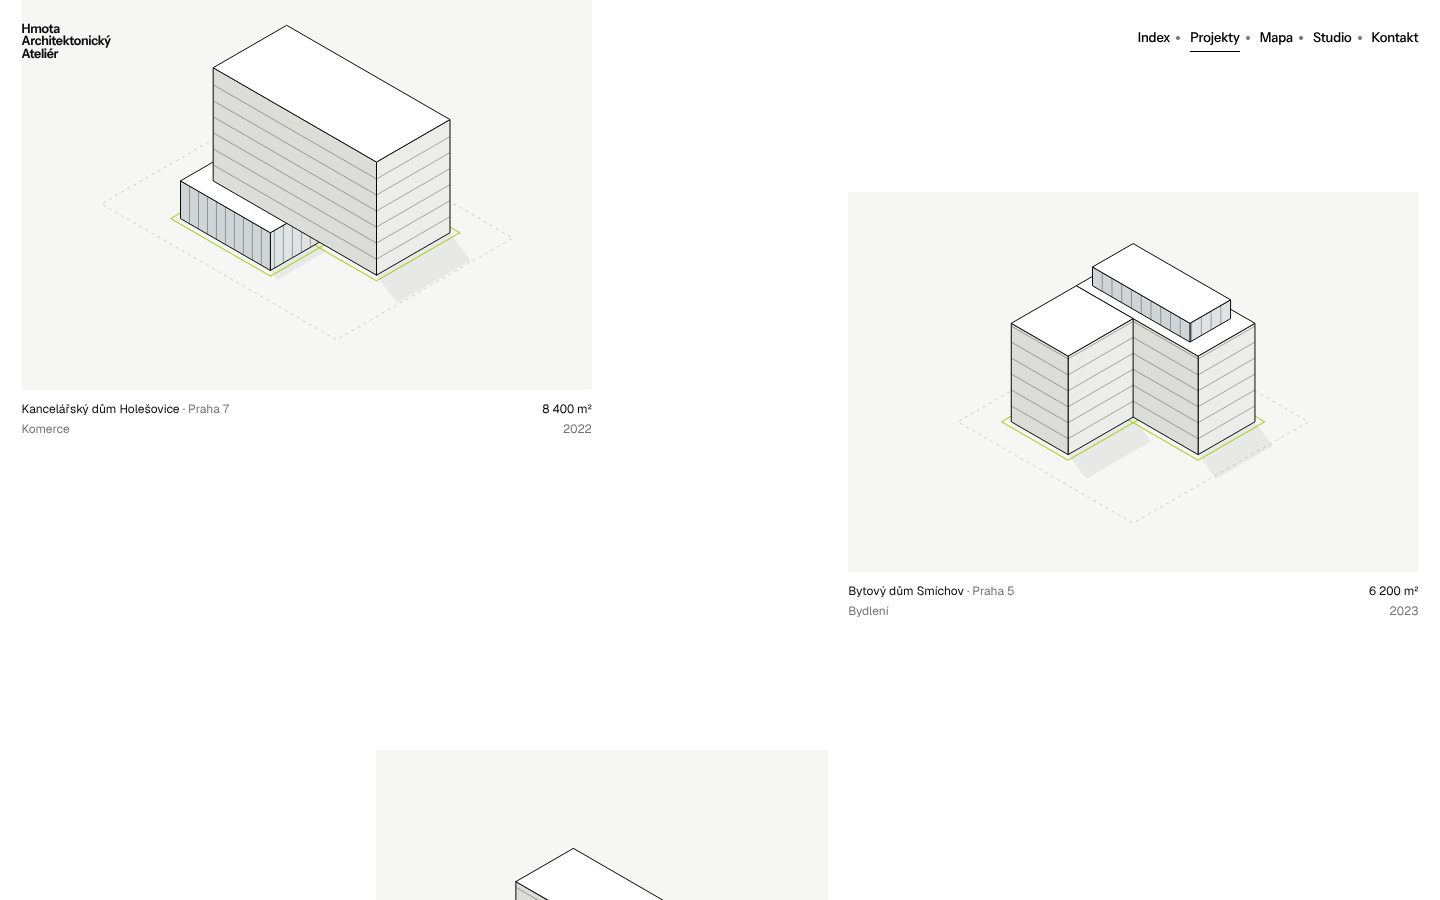 Hmota
Architektonický
Ateliér
Index • Projekty • Mapa • Studio • Kontakt
Kancelářský dům Holešovice · Praha 7
8 400 m²
Komerce
2022
Bytový dům Smíchov · Praha 5
6 200 m²
Bydlení
2023